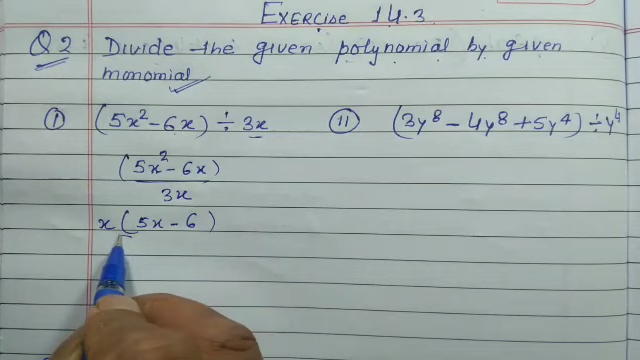 EXERCISE 14.3
Q2: Divide the given polynomial by given
monomial
(i) (5x² - 6x) ÷ 3x (ii) (3y⁸ - 4y⁸ + 5y⁴) ÷ y⁴
(5x² - 6x)
3x
x(5x - 6)